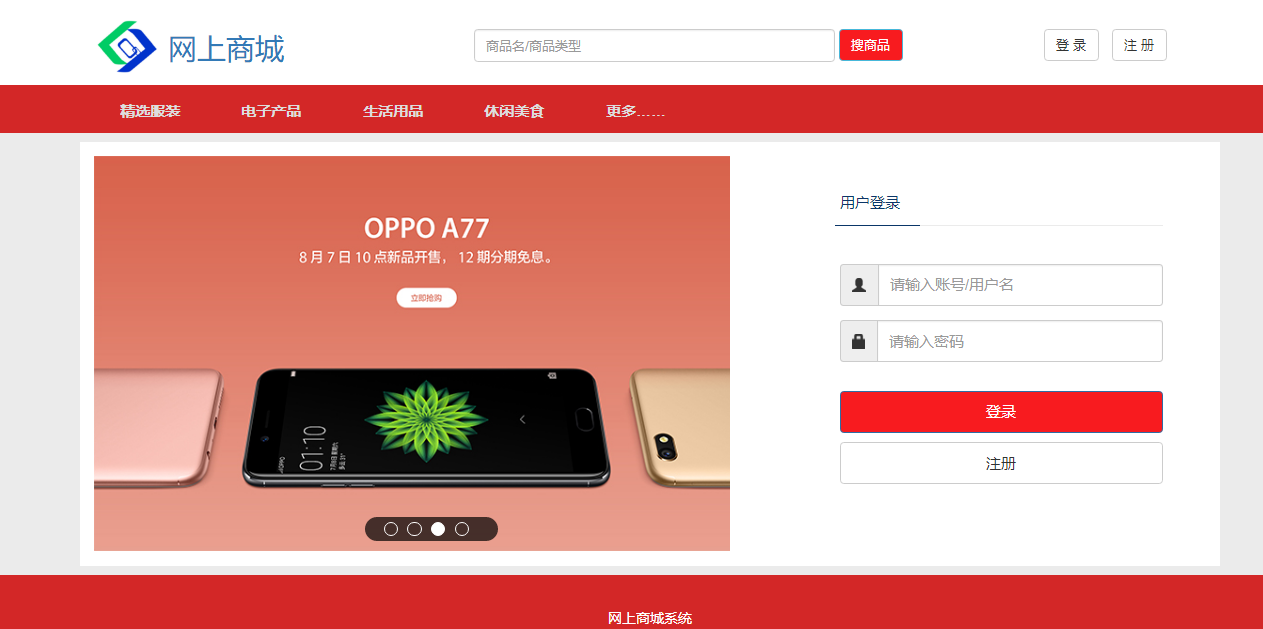 网上商城
商品名/商品类型
搜商品
登 录
注 册
精选服装
电子产品
生活用品
休闲美食
更多……
OPPO A77
8 月 7 日 10 点新品开售， 12 期分期免息。
立即抢购
01:10
用户登录
请输入账号/用户名
请输入密码
登录
注册
网上商城系统